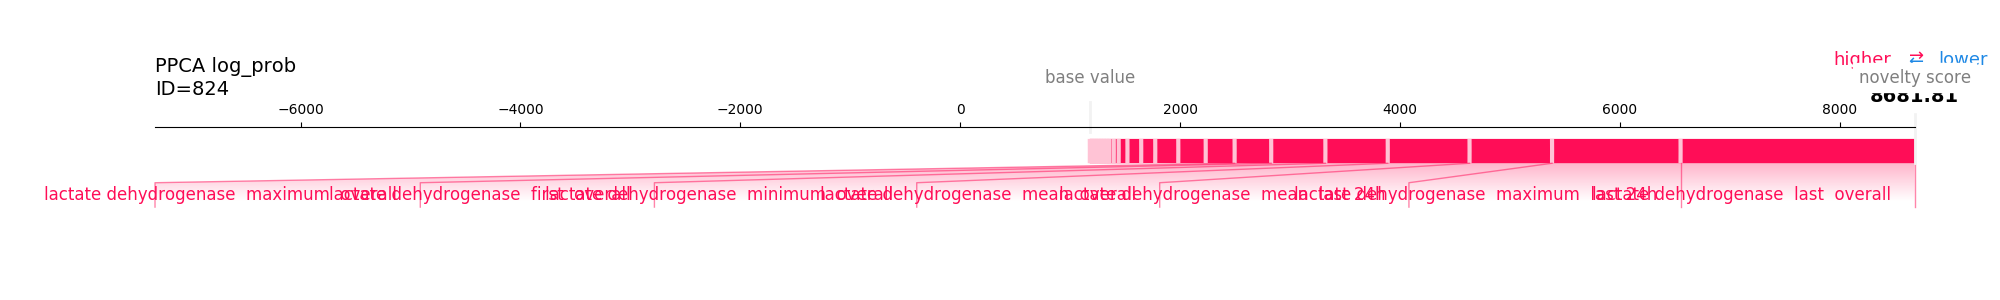 higher ⇄ lower
PPCA log_prob
ID=824
base value
novelty score
8681.81
−6000 −4000 −2000 0 2000 4000 6000 8000
lactate dehydrogenase maximum overall
lactate dehydrogenase first overall
lactate dehydrogenase minimum overall
lactate dehydrogenase mean overall
lactate dehydrogenase mean last 24h
lactate dehydrogenase maximum last 24h
lactate dehydrogenase last overall